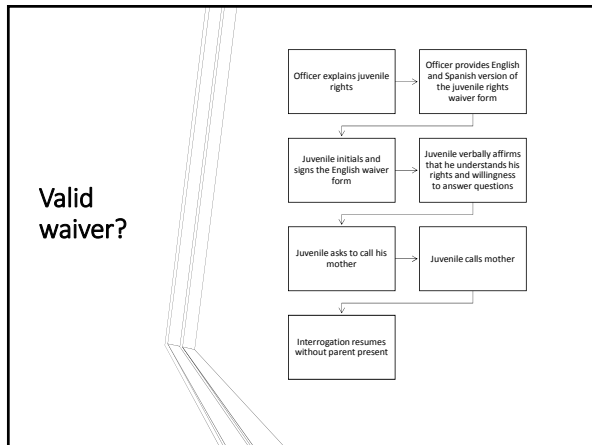 Valid
waiver?
Officer explains juvenile
rights
Officer provides English
and Spanish version of
the juvenile rights
waiver form
Juvenile initials and
signs the English waiver
form
Juvenile verbally affirms
that he understands his
rights and willingness
to answer questions
Juvenile asks to call his
mother
Juvenile calls mother
Interrogation resumes
without parent present